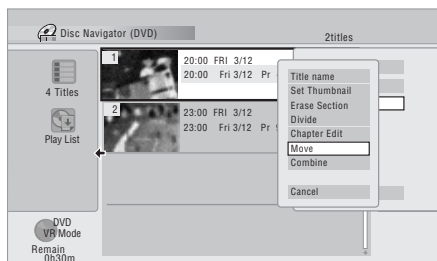 Disc Navigator (DVD)
2titles
4 Titles
Play List
DVD
VR Mode
Remain
0h30m
1
20:00 FRI 3/12
20:00 Fri 3/12 Pr
2
23:00 FRI 3/12
23:00 Fri 3/12 Pr
Title name
Set Thumbnail
Erase Section
Divide
Chapter Edit
Move
Combine
Cancel